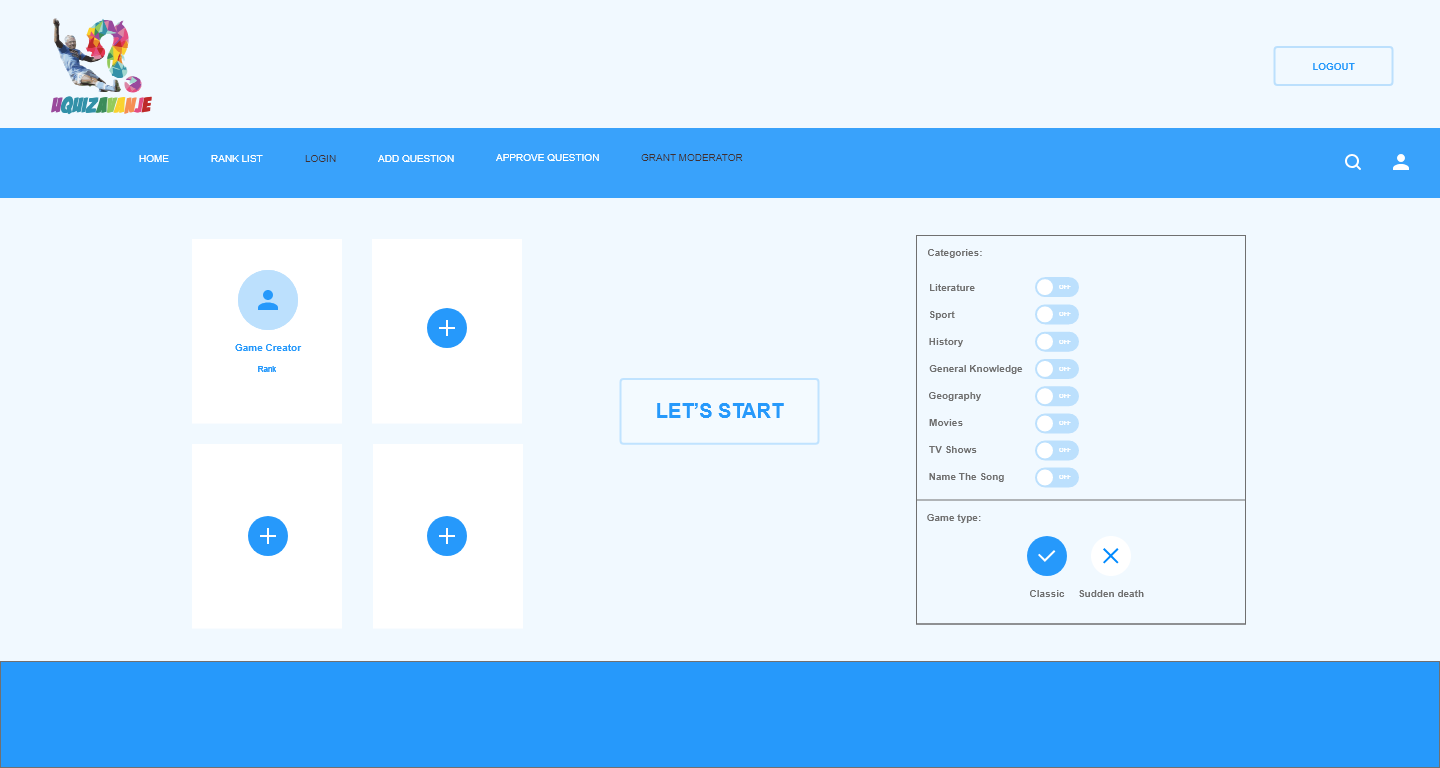 UQUIZAVANJE
LOGOUT
HOME RANK LIST LOGIN ADD QUESTION APPROVE QUESTION GRANT MODERATOR
Game Creator
Rank
LET'S START
Categories:
Literature OFF
Sport OFF
History OFF
General Knowledge OFF
Geography OFF
Movies OFF
TV Shows OFF
Name The Song OFF
Game type:
Classic Sudden death